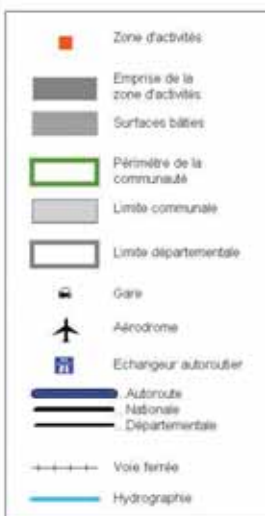 Zone d'activités
Emprise de la
zone d'activités
Surfaces bâties
Périmètre de la
communauté
Limite communale
Limite départementale
Gare
Aérodrome
Echangeur autoroutier
Autoroute
Nationale
Départementale
Voie ferrée
Hydrographie